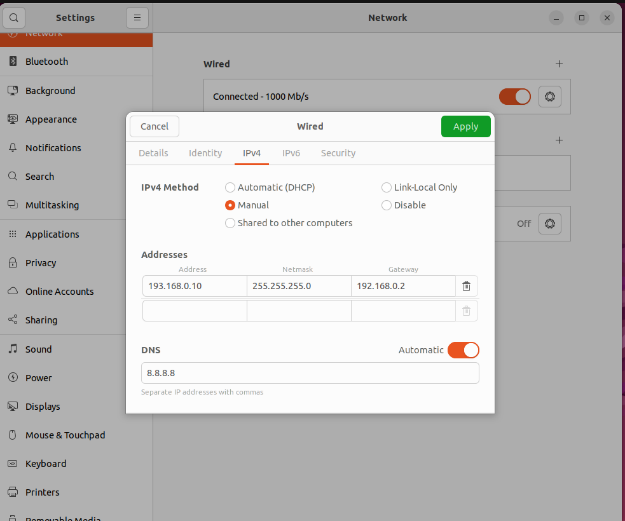 Settings
Network
Network
Bluetooth
Background
Appearance
Notifications
Search
Multitasking
Applications
Privacy
Online Accounts
Sharing
Sound
Power
Displays
Mouse & Touchpad
Keyboard
Printers
Removable Media
Wired
Connected - 1000 Mb/s
Off
Cancel
Wired
Apply
Details Identity IPv4 IPv6 Security
IPv4 Method
Automatic (DHCP)
Link-Local Only
Manual
Disable
Shared to other computers
Addresses
Address Netmask Gateway
193.168.0.10 255.255.255.0 192.168.0.2
DNS
Automatic
8.8.8.8
Separate IP addresses with commas